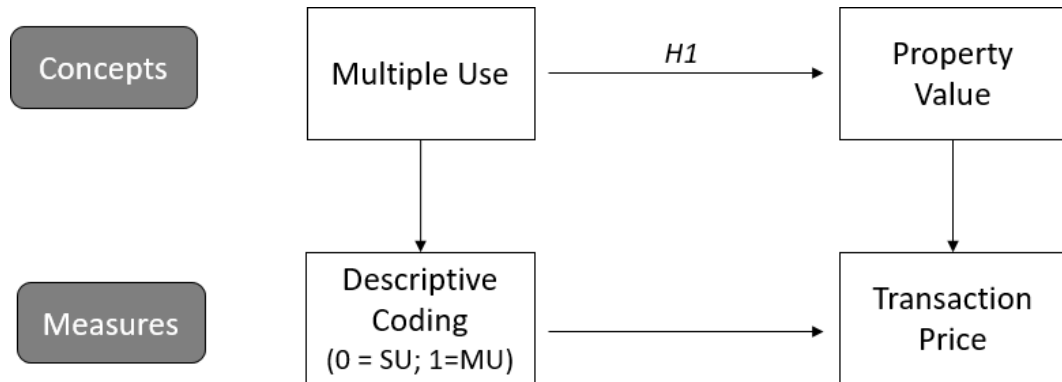 Concepts
Multiple Use
H1
Property
Value
Measures
Descriptive
Coding
(0 = SU; 1=MU)
Transaction
Price